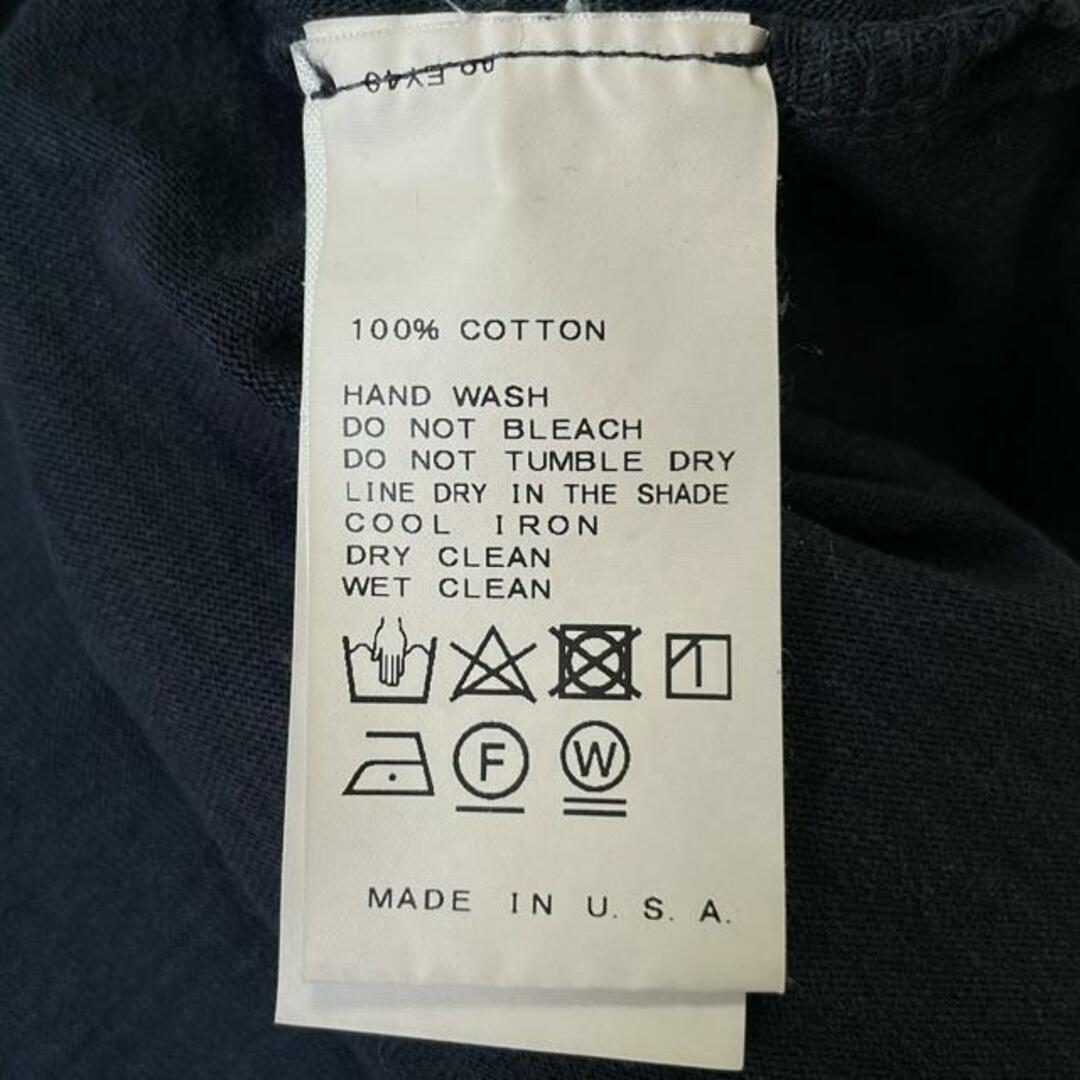 100% COTTON
HAND WASH
DO NOT BLEACH
DO NOT TUMBLE DRY
LINE DRY IN THE SHADE
COOL IRON
DRY CLEAN
WET CLEAN
F W
MADE IN U. S. A.